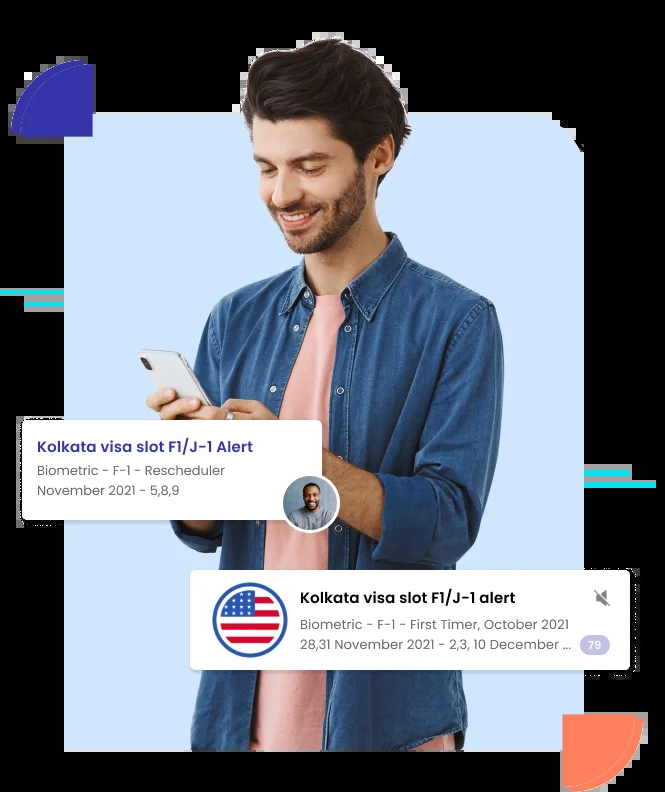 Kolkata visa slot F1/J-1 Alert
Biometric - F-1 - Rescheduler
November 2021 - 5,8,9
Kolkata visa slot F1/J-1 alert
Biometric - F-1 - First Timer, October 2021
28,31 November 2021 - 2,3, 10 December ...
79